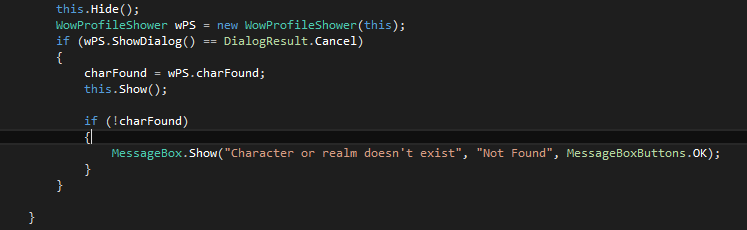 this.Hide();
WowProfileShower wPS = new WowProfileShower(this);
if (wPS.ShowDialog() == DialogResult.Cancel)
{
charFound = wPS.charFound;
this.Show();
if (!charFound)
{
MessageBox.Show("Character or realm doesn't exist", "Not Found", MessageBoxButtons.OK);
}
}
}